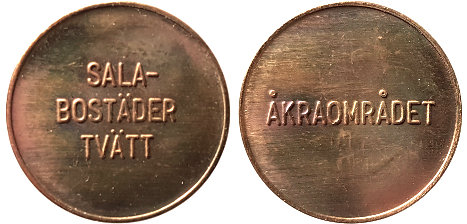 SALA-
BOSTÄDER
TVÄTT
ÅKRAOMRÅDET